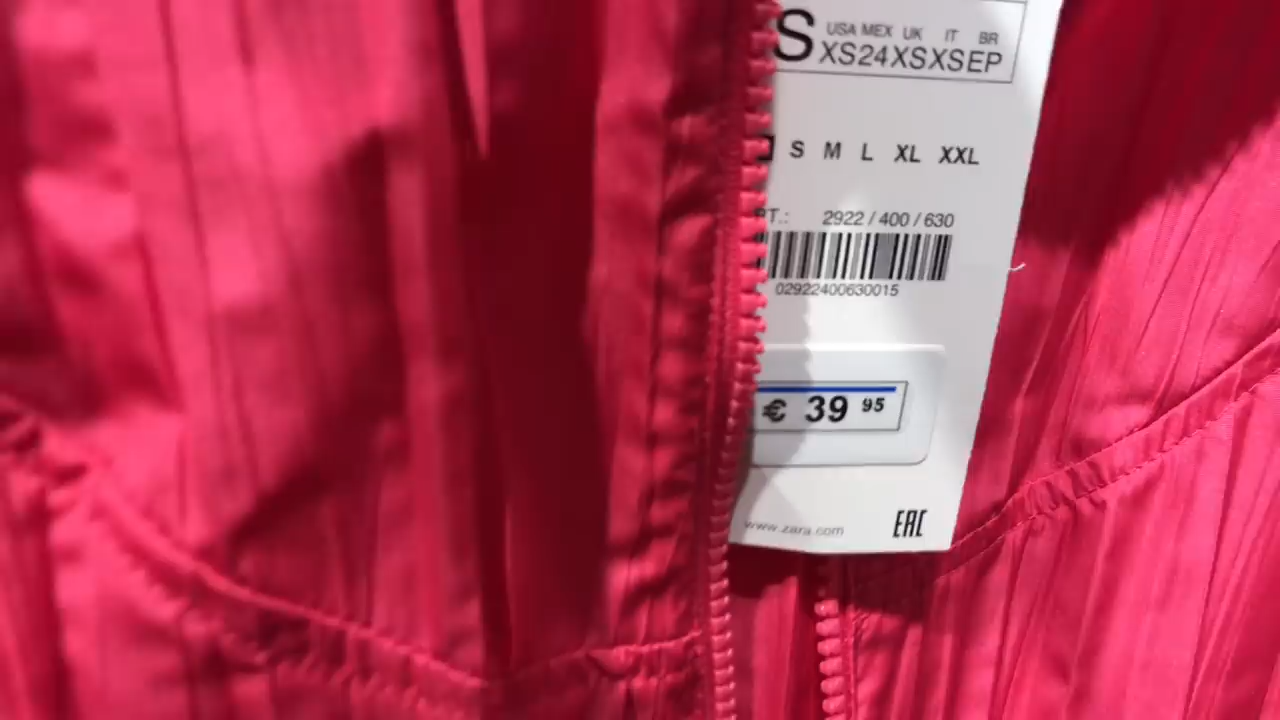 S USA MEX UK IT BR
XS 24 XS XS EP
S M L XL XXL
RT.: 2922 / 400 / 630
02922400630015
€ 39 95
www.zara.com
EAC